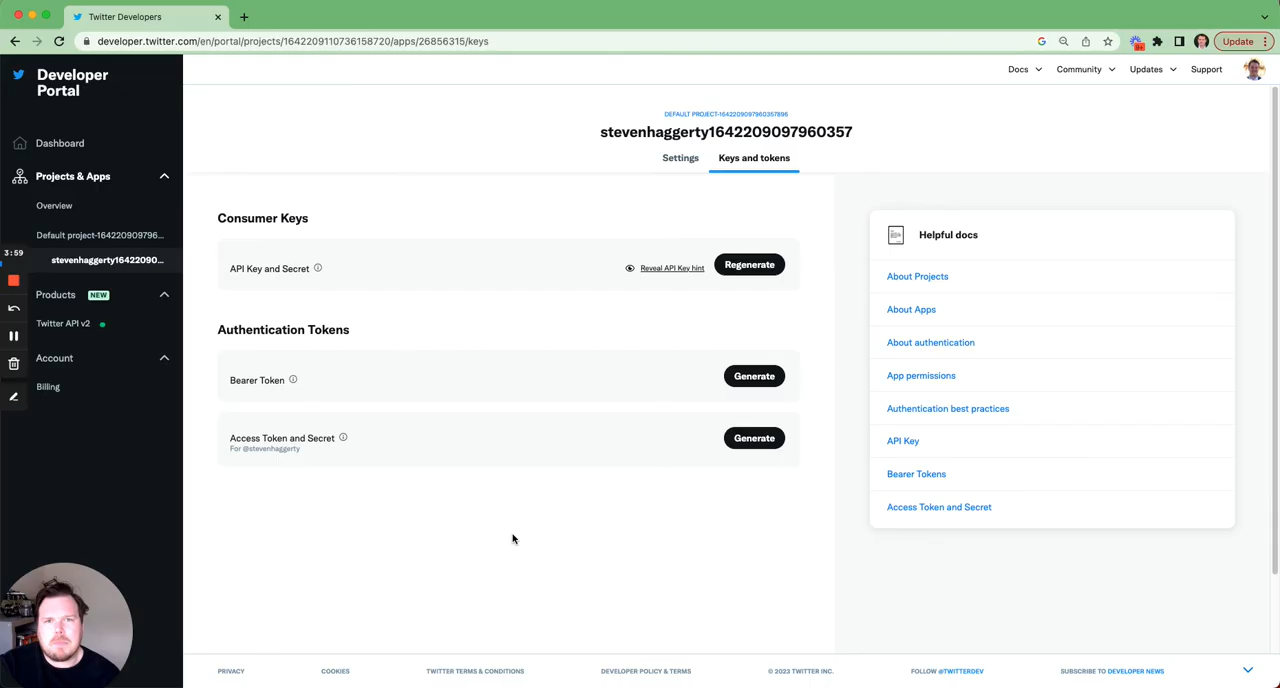 Twitter Developers
developer.twitter.com/en/portal/projects/1642209110736158720/apps/26856315/keys
Update
Developer
Portal
Docs
Community
Updates
Support
Dashboard
Projects & Apps
Overview
Default project-164220909796...
3:59
stevenhaggerty16422090...
Products NEW
Twitter API v2
Account
Billing
DEFAULT PROJECT-1642209097960357896
stevenhaggerty1642209097960357
Settings
Keys and tokens
Consumer Keys
API Key and Secret
Reveal API Key hint
Regenerate
Authentication Tokens
Bearer Token
Generate
Access Token and Secret
For @stevenhaggerty
Generate
Helpful docs
About Projects
About Apps
About authentication
App permissions
Authentication best practices
API Key
Bearer Tokens
Access Token and Secret
PRIVACY
COOKIES
TWITTER TERMS & CONDITIONS
DEVELOPER POLICY & TERMS
© 2023 TWITTER INC.
FOLLOW @TWITTERDEV
SUBSCRIBE TO DEVELOPER NEWS